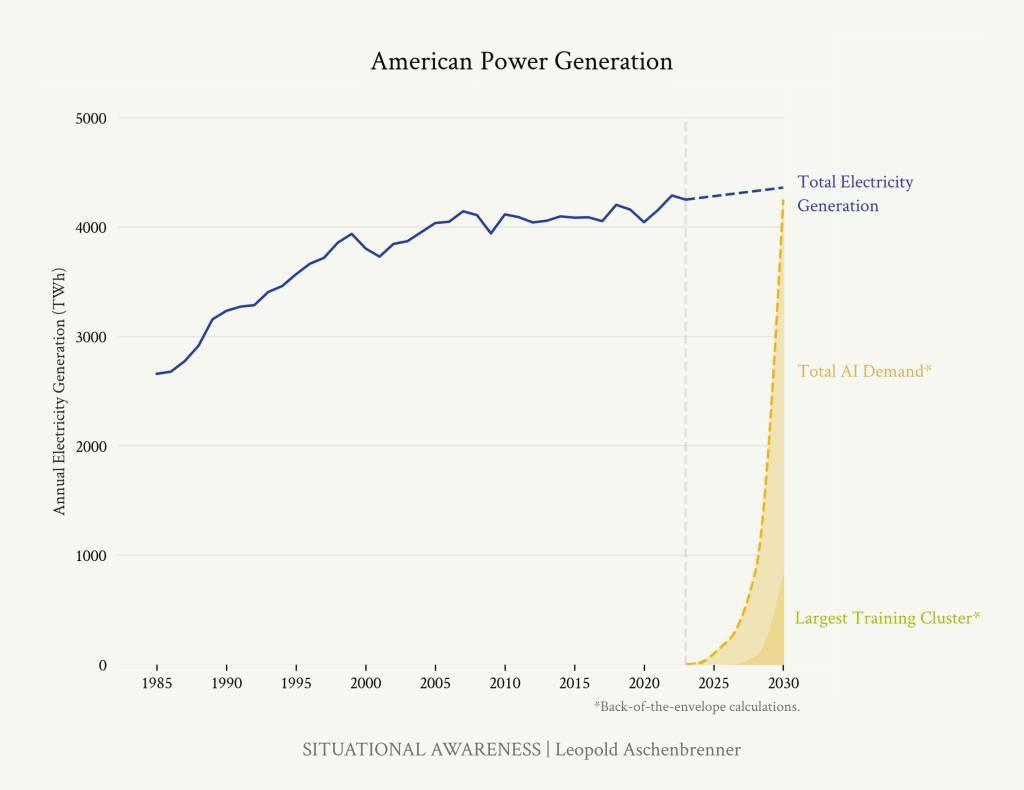 American Power Generation
5000
4000
3000
2000
1000
0
Annual Electricity Generation (TWh)
Total Electricity
Generation
Total AI Demand*
Largest Training Cluster*
1985 1990 1995 2000 2005 2010 2015 2020 2025 2030
*Back-of-the-envelope calculations.
SITUATIONAL AWARENESS | Leopold Aschenbrenner